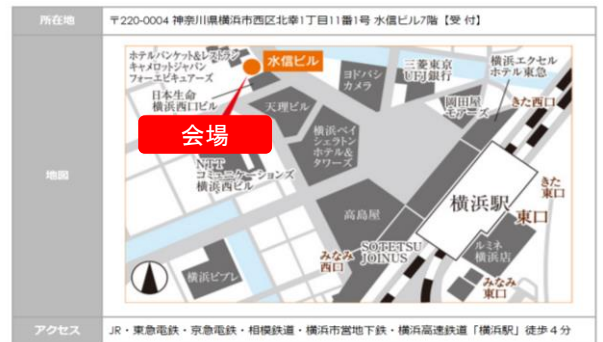 所在地
〒220-0004 神奈川県横浜市西区北幸1丁目11番1号 水信ビル7階【受 付】
地図
ホテルバンケット&レストラン
キャメロットジャパン
フォーエピキュアーズ
水信ビル
日本生命
横浜西口ビル
天理ビル
ヨドバシ
カメラ
三菱東京
UFJ銀行
横浜エクセル
ホテル東急
岡田屋
モアーズ
きた西口
会場
横浜ベイ
シェラトン
ホテル&
タワーズ
NTT
コミュニケーションズ
横浜西ビル
高島屋
横浜駅
きた
東口
東口
SOTETSU
JOINUS
みなみ
西口
ルミネ
横浜店
みなみ
東口
横浜ビブレ
アクセス
JR・東急電鉄・京急電鉄・相模鉄道・横浜市営地下鉄・横浜高速鉄道「横浜駅」徒歩4分